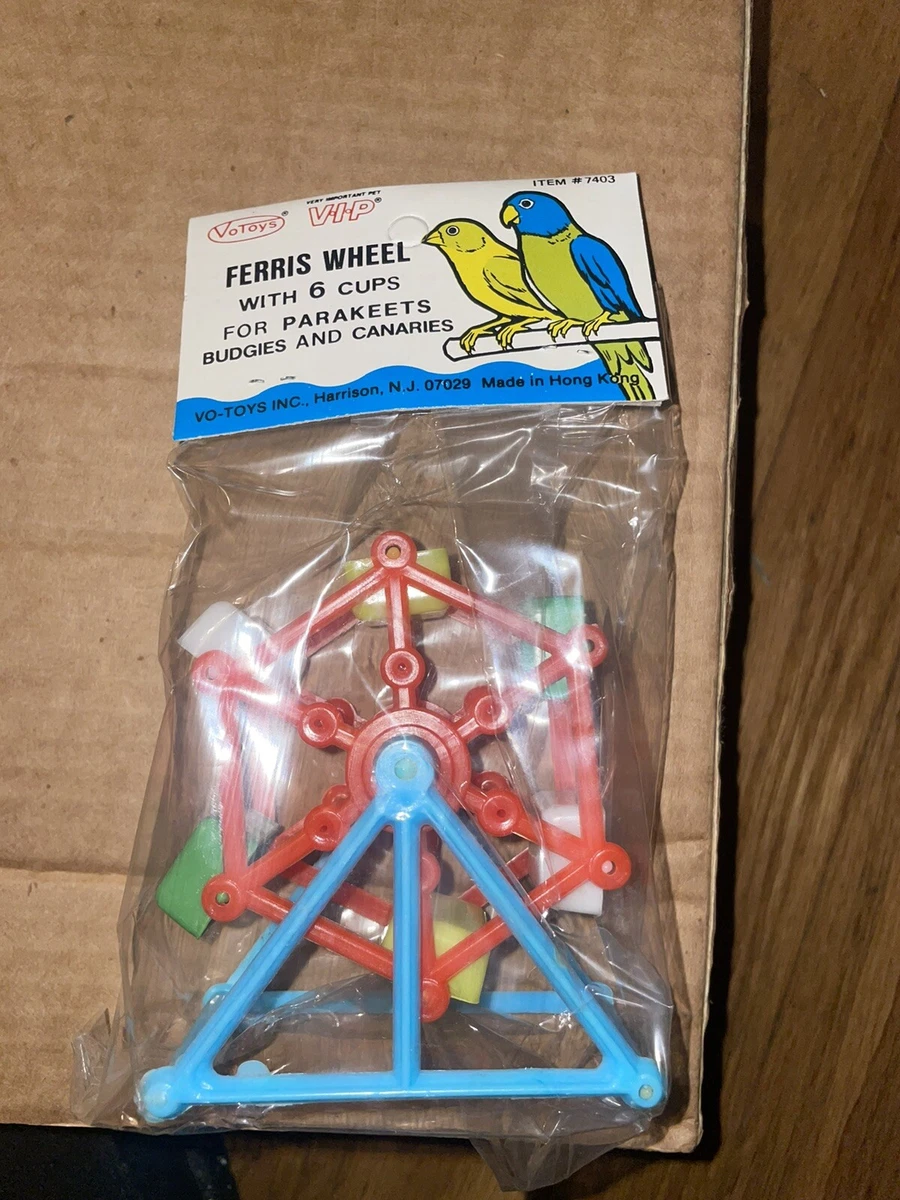 ITEM #7403
VoToys®
VERY IMPORTANT PET
V·I·P®
FERRIS WHEEL
WITH 6 CUPS
FOR PARAKEETS
BUDGIES AND CANARIES
VO-TOYS INC., Harrison, N.J. 07029 Made in Hong Kong